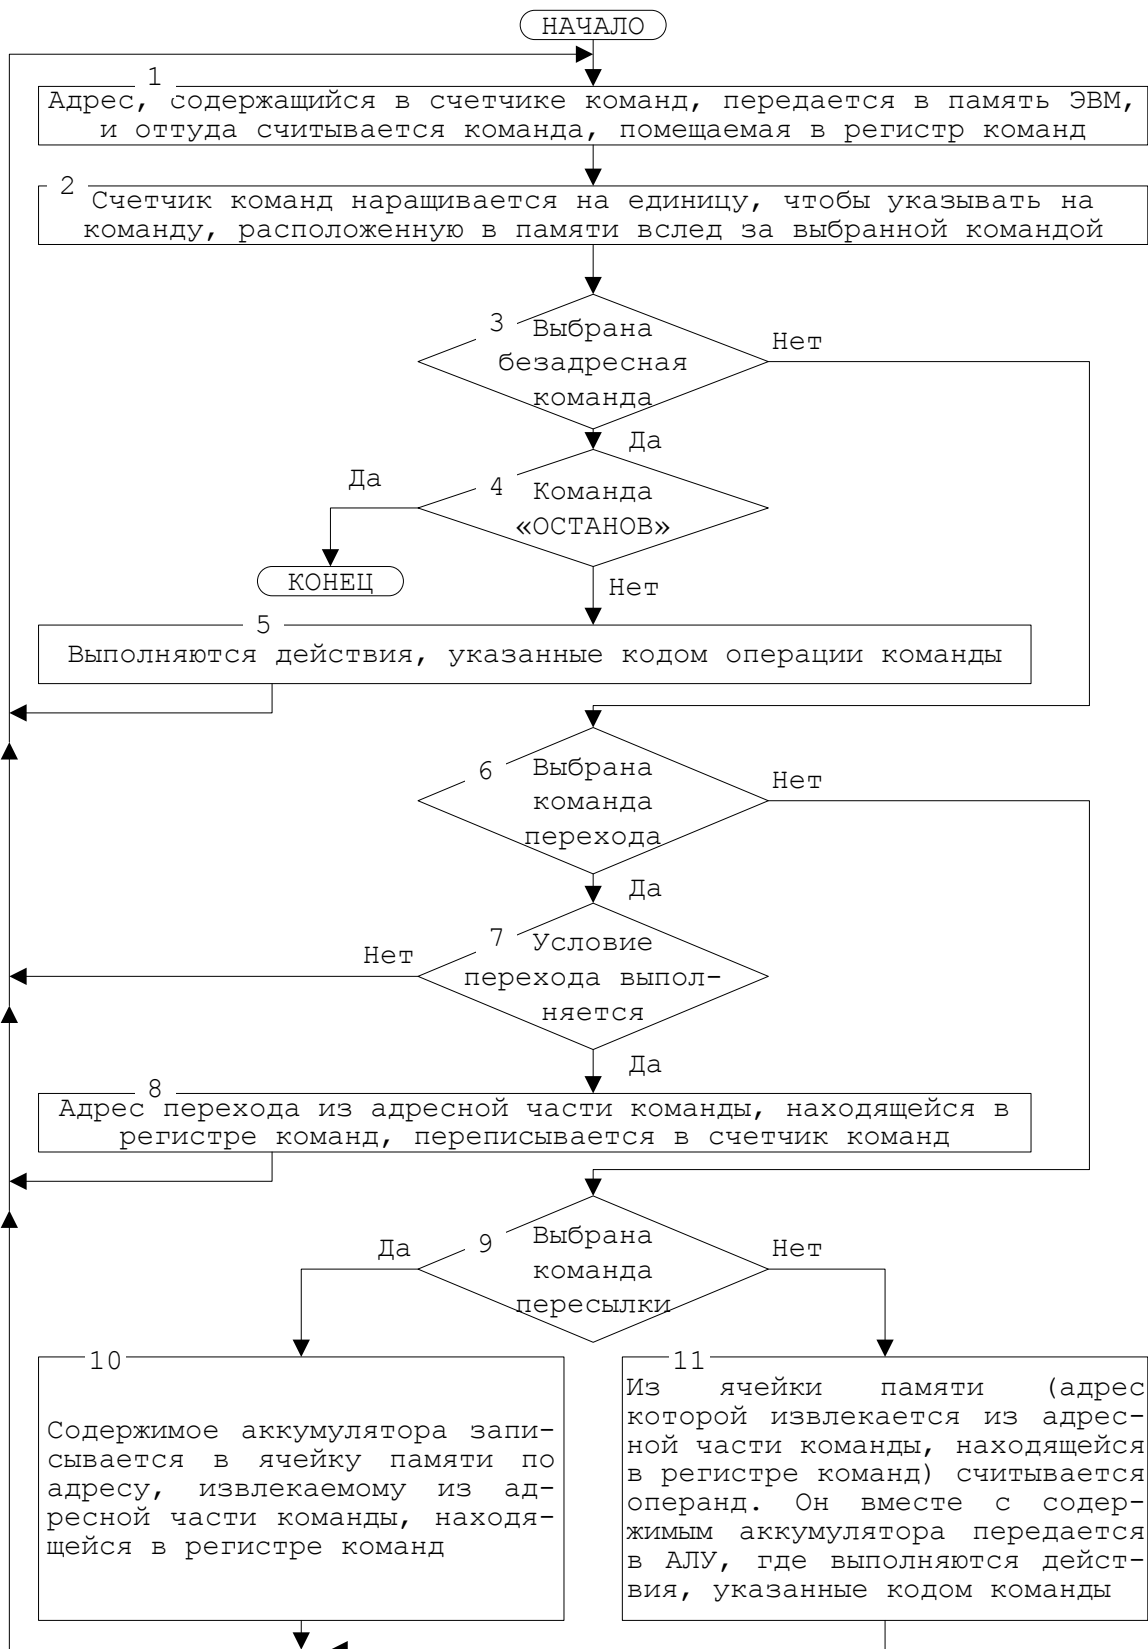 НАЧАЛО
1
Адрес, содержащийся в счетчике команд, передается в память ЭВМ,
и оттуда считывается команда, помещаемая в регистр команд
2
Счетчик команд наращивается на единицу, чтобы указывать на
команду, расположенную в памяти вслед за выбранной командой
3
Выбрана
безадресная
команда
Нет
Да
4
Команда
«ОСТАНОВ»
Да
КОНЕЦ
Нет
5
Выполняются действия, указанные кодом операции команды
6
Выбрана
команда
перехода
Нет
Да
7
Условие
перехода выпол-
няется
Нет
Да
8
Адрес перехода из адресной части команды, находящейся в
регистре команд, переписывается в счетчик команд
9
Выбрана
команда
пересылки
Да
Нет
10
Содержимое аккумулятора запи-
сывается в ячейку памяти по
адресу, извлекаемому из ад-
ресной части команды, находя-
щейся в регистре команд
11
Из ячейки памяти (адрес
которой извлекается из адрес-
ной части команды, находящейся
в регистре команд) считывается
операнд. Он вместе с содер-
жимым аккумулятора передается
в АЛУ, где выполняются дейст-
вия, указанные кодом команды